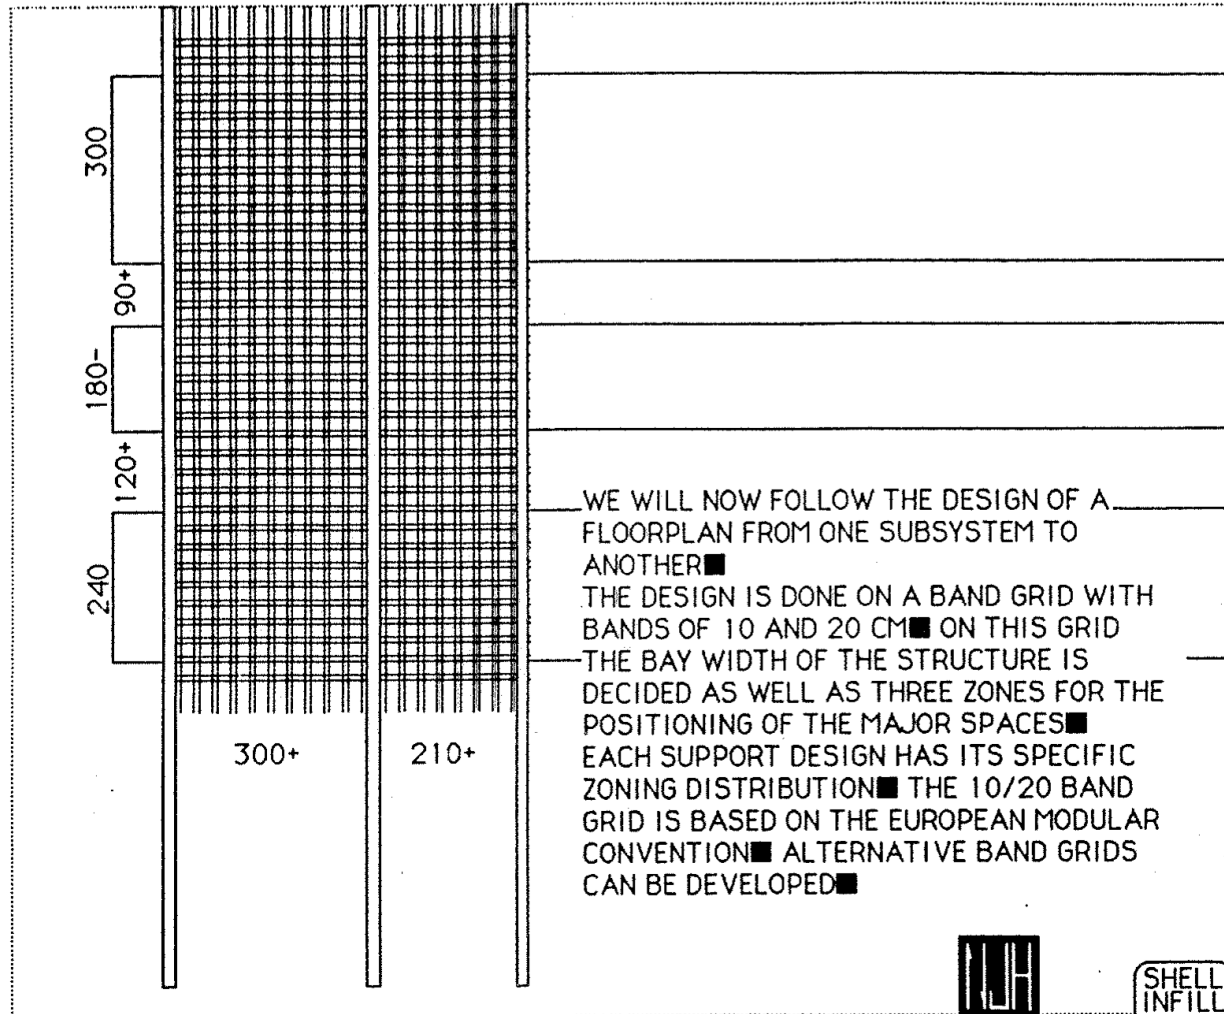 300
90+
180-
120+
240
300+
210+
WE WILL NOW FOLLOW THE DESIGN OF A
FLOORPLAN FROM ONE SUBSYSTEM TO
ANOTHER■
THE DESIGN IS DONE ON A BAND GRID WITH
BANDS OF 10 AND 20 CM■ ON THIS GRID
THE BAY WIDTH OF THE STRUCTURE IS
DECIDED AS WELL AS THREE ZONES FOR THE
POSITIONING OF THE MAJOR SPACES■
EACH SUPPORT DESIGN HAS ITS SPECIFIC
ZONING DISTRIBUTION■ THE 10/20 BAND
GRID IS BASED ON THE EUROPEAN MODULAR
CONVENTION■ ALTERNATIVE BAND GRIDS
CAN BE DEVELOPED■
NJH
SHELL
INFILL